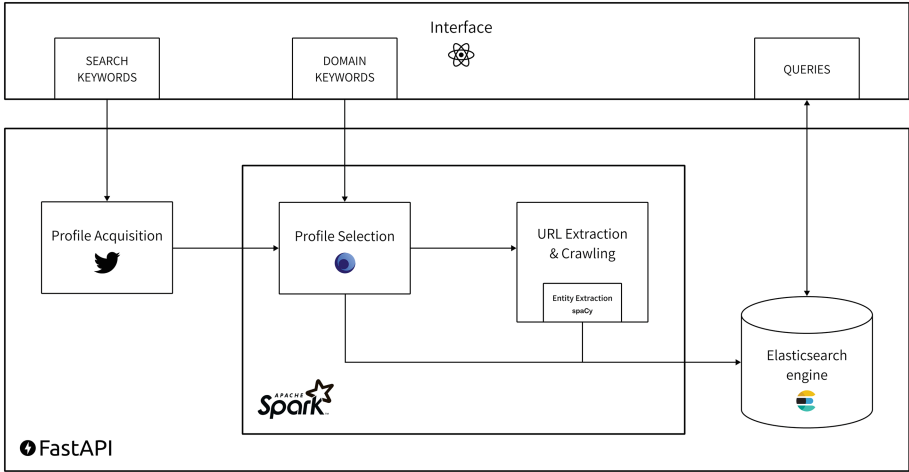 Interface
SEARCH
KEYWORDS
DOMAIN
KEYWORDS
QUERIES
Profile Acquisition
Profile Selection
URL Extraction
& Crawling
Entity Extraction
spaCy
Elasticsearch
engine
APACHE
Spark
FastAPI